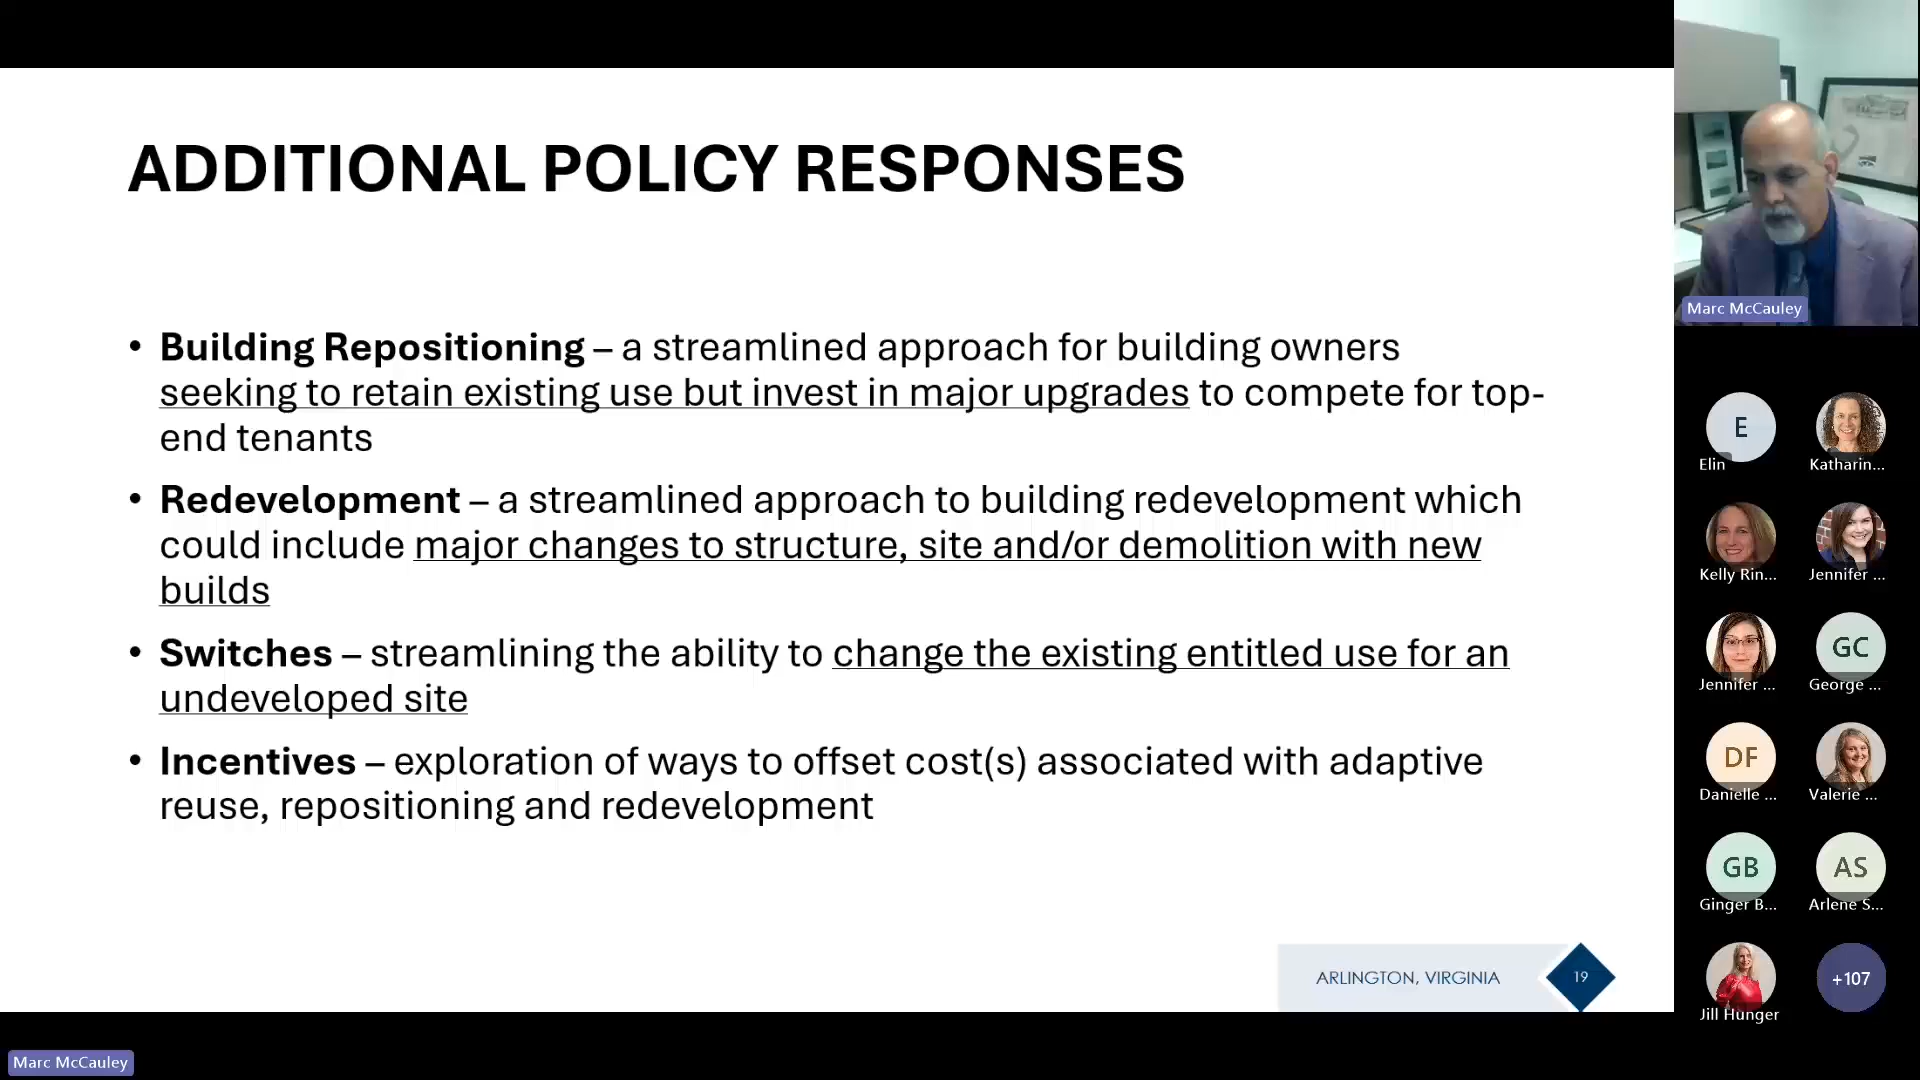 ADDITIONAL POLICY RESPONSES
• Building Repositioning – a streamlined approach for building owners
seeking to retain existing use but invest in major upgrades to compete for top-
end tenants
• Redevelopment – a streamlined approach to building redevelopment which
could include major changes to structure, site and/or demolition with new
builds
• Switches – streamlining the ability to change the existing entitled use for an
undeveloped site
• Incentives – exploration of ways to offset cost(s) associated with adaptive
reuse, repositioning and redevelopment
ARLINGTON, VIRGINIA
19
Marc McCauley
Marc McCauley
E
Elin
Katharin...
Kelly Rin...
Jennifer ...
Jennifer ...
GC
George ...
DF
Danielle ...
Valerie ...
GB
Ginger B...
AS
Arlene S...
Jill Hunger
+107